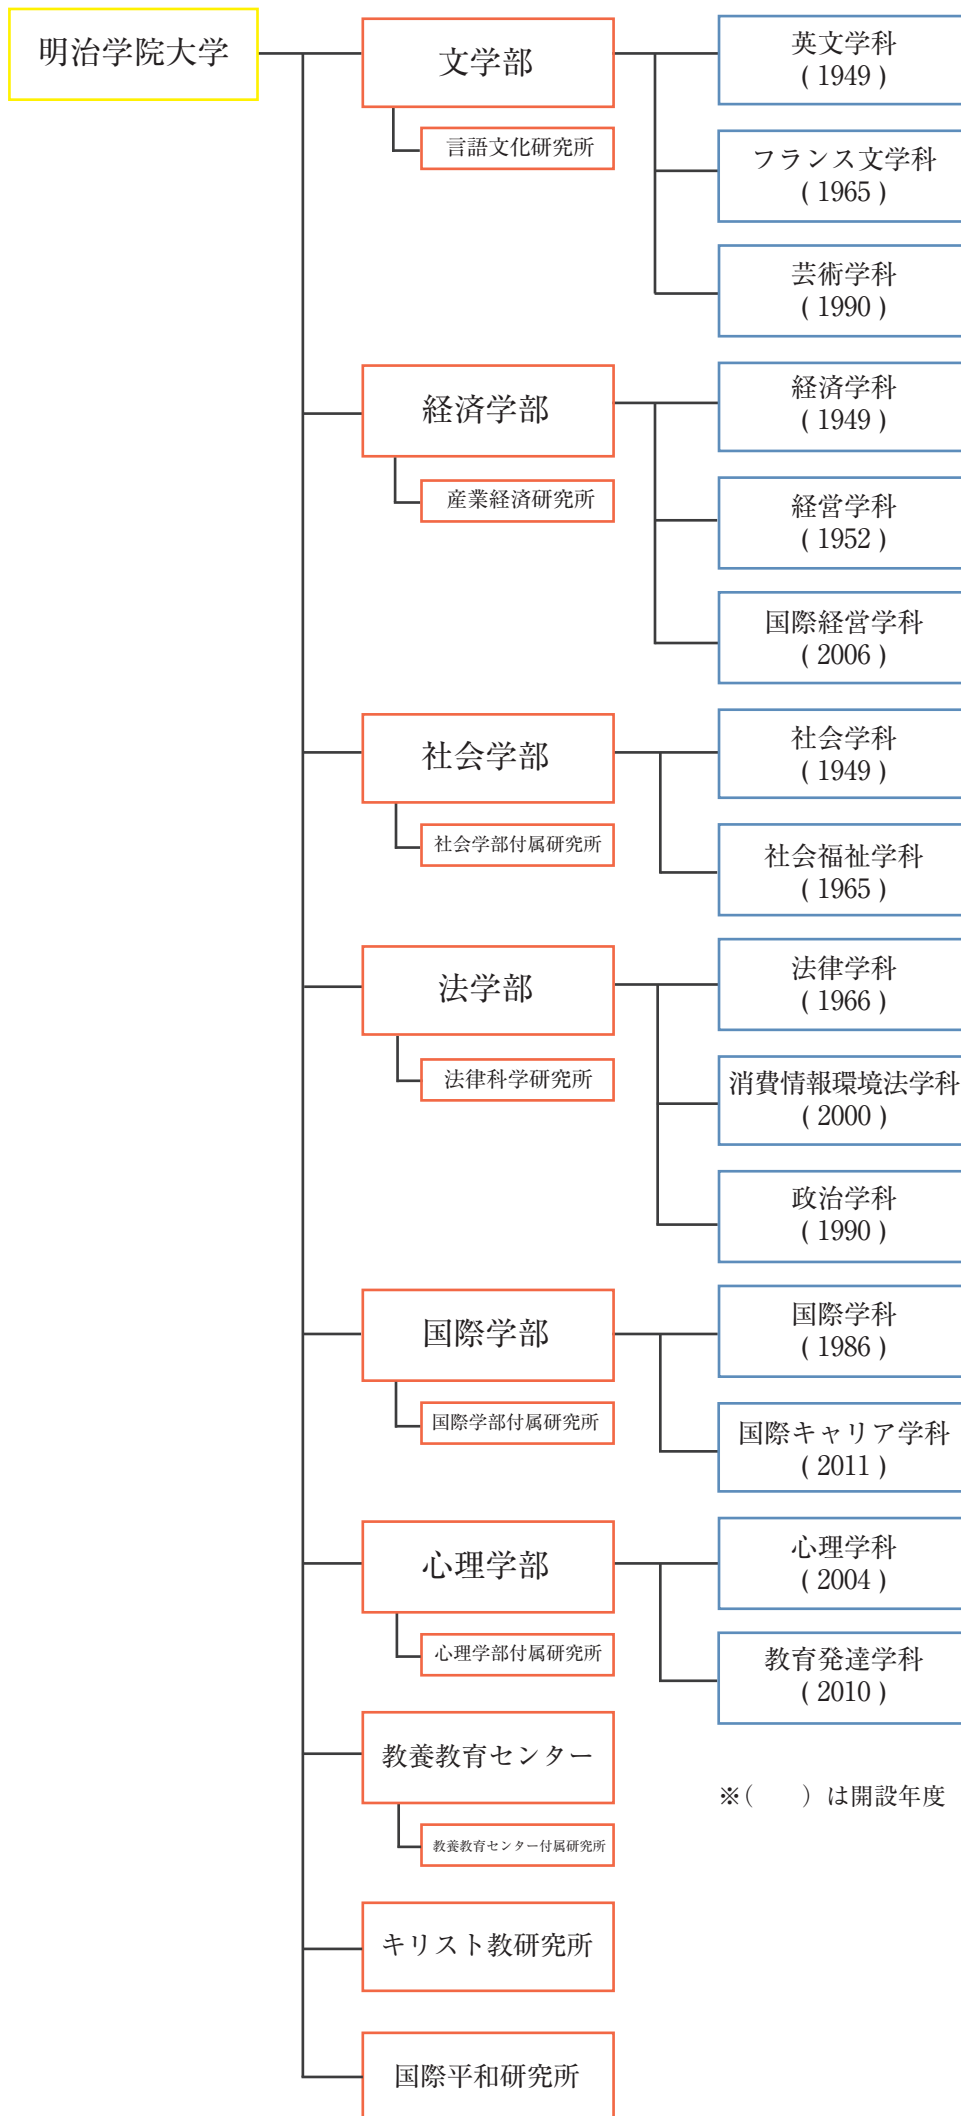 明治学院大学
文学部
言語文化研究所
英文学科
( 1949 )
フランス文学科
( 1965 )
芸術学科
( 1990 )
経済学部
産業経済研究所
経済学科
( 1949 )
経営学科
( 1952 )
国際経営学科
( 2006 )
社会学部
社会学部付属研究所
社会学科
( 1949 )
社会福祉学科
( 1965 )
法学部
法律科学研究所
法律学科
( 1966 )
消費情報環境法学科
( 2000 )
政治学科
( 1990 )
国際学部
国際学部付属研究所
国際学科
( 1986 )
国際キャリア学科
( 2011 )
心理学部
心理学部付属研究所
心理学科
( 2004 )
教育発達学科
( 2010 )
教養教育センター
教養教育センター付属研究所
※(　　) は開設年度
キリスト教研究所
国際平和研究所